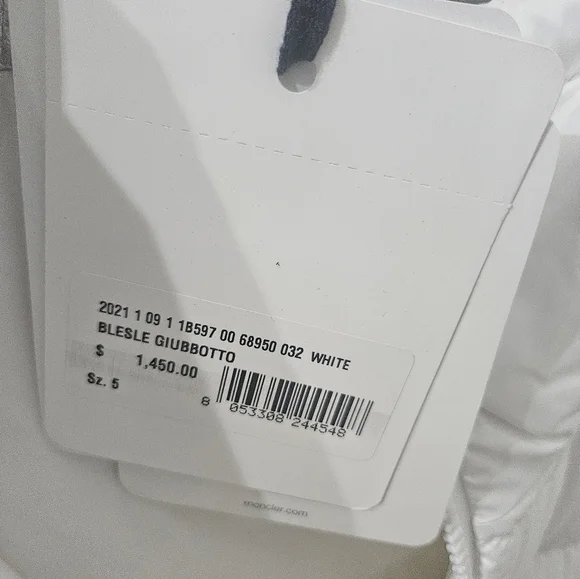 2021 1 09 1 1B597 00 68950 032 WHITE
BLESLE GIUBBOTTO
$ 1,450.00
Sz. 5
8 053308 244548
moncler.com